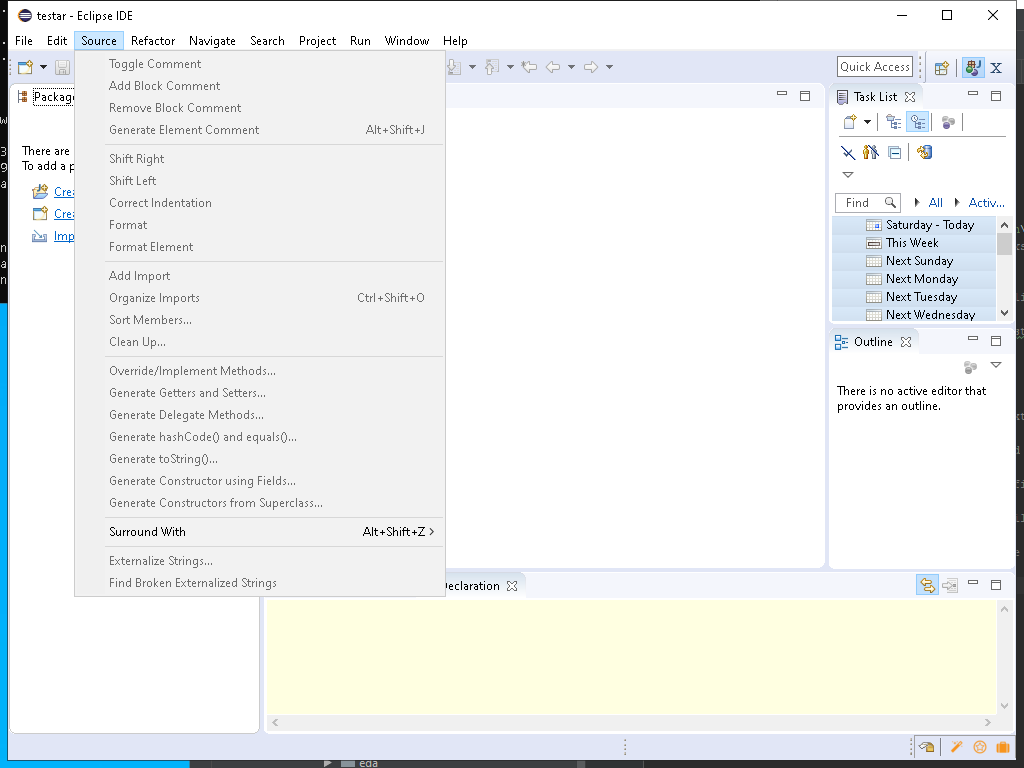 testar - Eclipse IDE
File Edit Source Refactor Navigate Search Project Run Window Help
Quick Access
Toggle Comment
Add Block Comment
Remove Block Comment
Generate Element Comment Alt+Shift+J
Shift Right
Shift Left
Correct Indentation
Format
Format Element
Add Import
Organize Imports Ctrl+Shift+O
Sort Members...
Clean Up...
Override/Implement Methods...
Generate Getters and Setters...
Generate Delegate Methods...
Generate hashCode() and equals()...
Generate toString()...
Generate Constructor using Fields...
Generate Constructors from Superclass...
Surround With Alt+Shift+Z
Externalize Strings...
Find Broken Externalized Strings
Packag
There are
To add a p
Crea
Crea
Imp
Task List
Find All Activ...
Saturday - Today
This Week
Next Sunday
Next Monday
Next Tuesday
Next Wednesday
Outline
There is no active editor that
provides an outline.
Declaration
eda